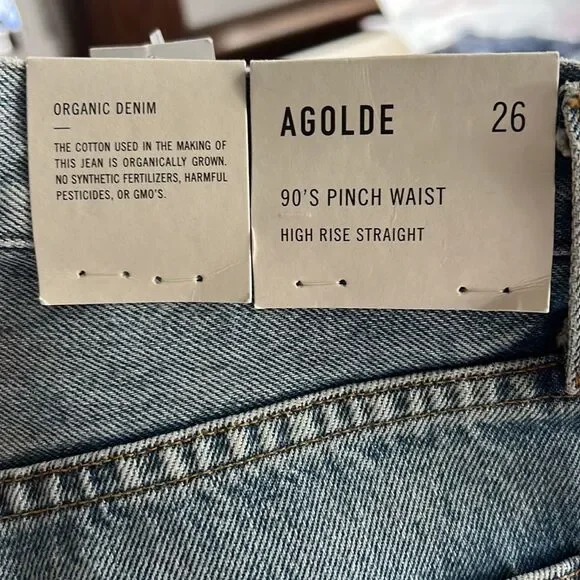 ORGANIC DENIM
THE COTTON USED IN THE MAKING OF
THIS JEAN IS ORGANICALLY GROWN.
NO SYNTHETIC FERTILIZERS, HARMFUL
PESTICIDES, OR GMO'S.
AGOLDE 26
90'S PINCH WAIST
HIGH RISE STRAIGHT